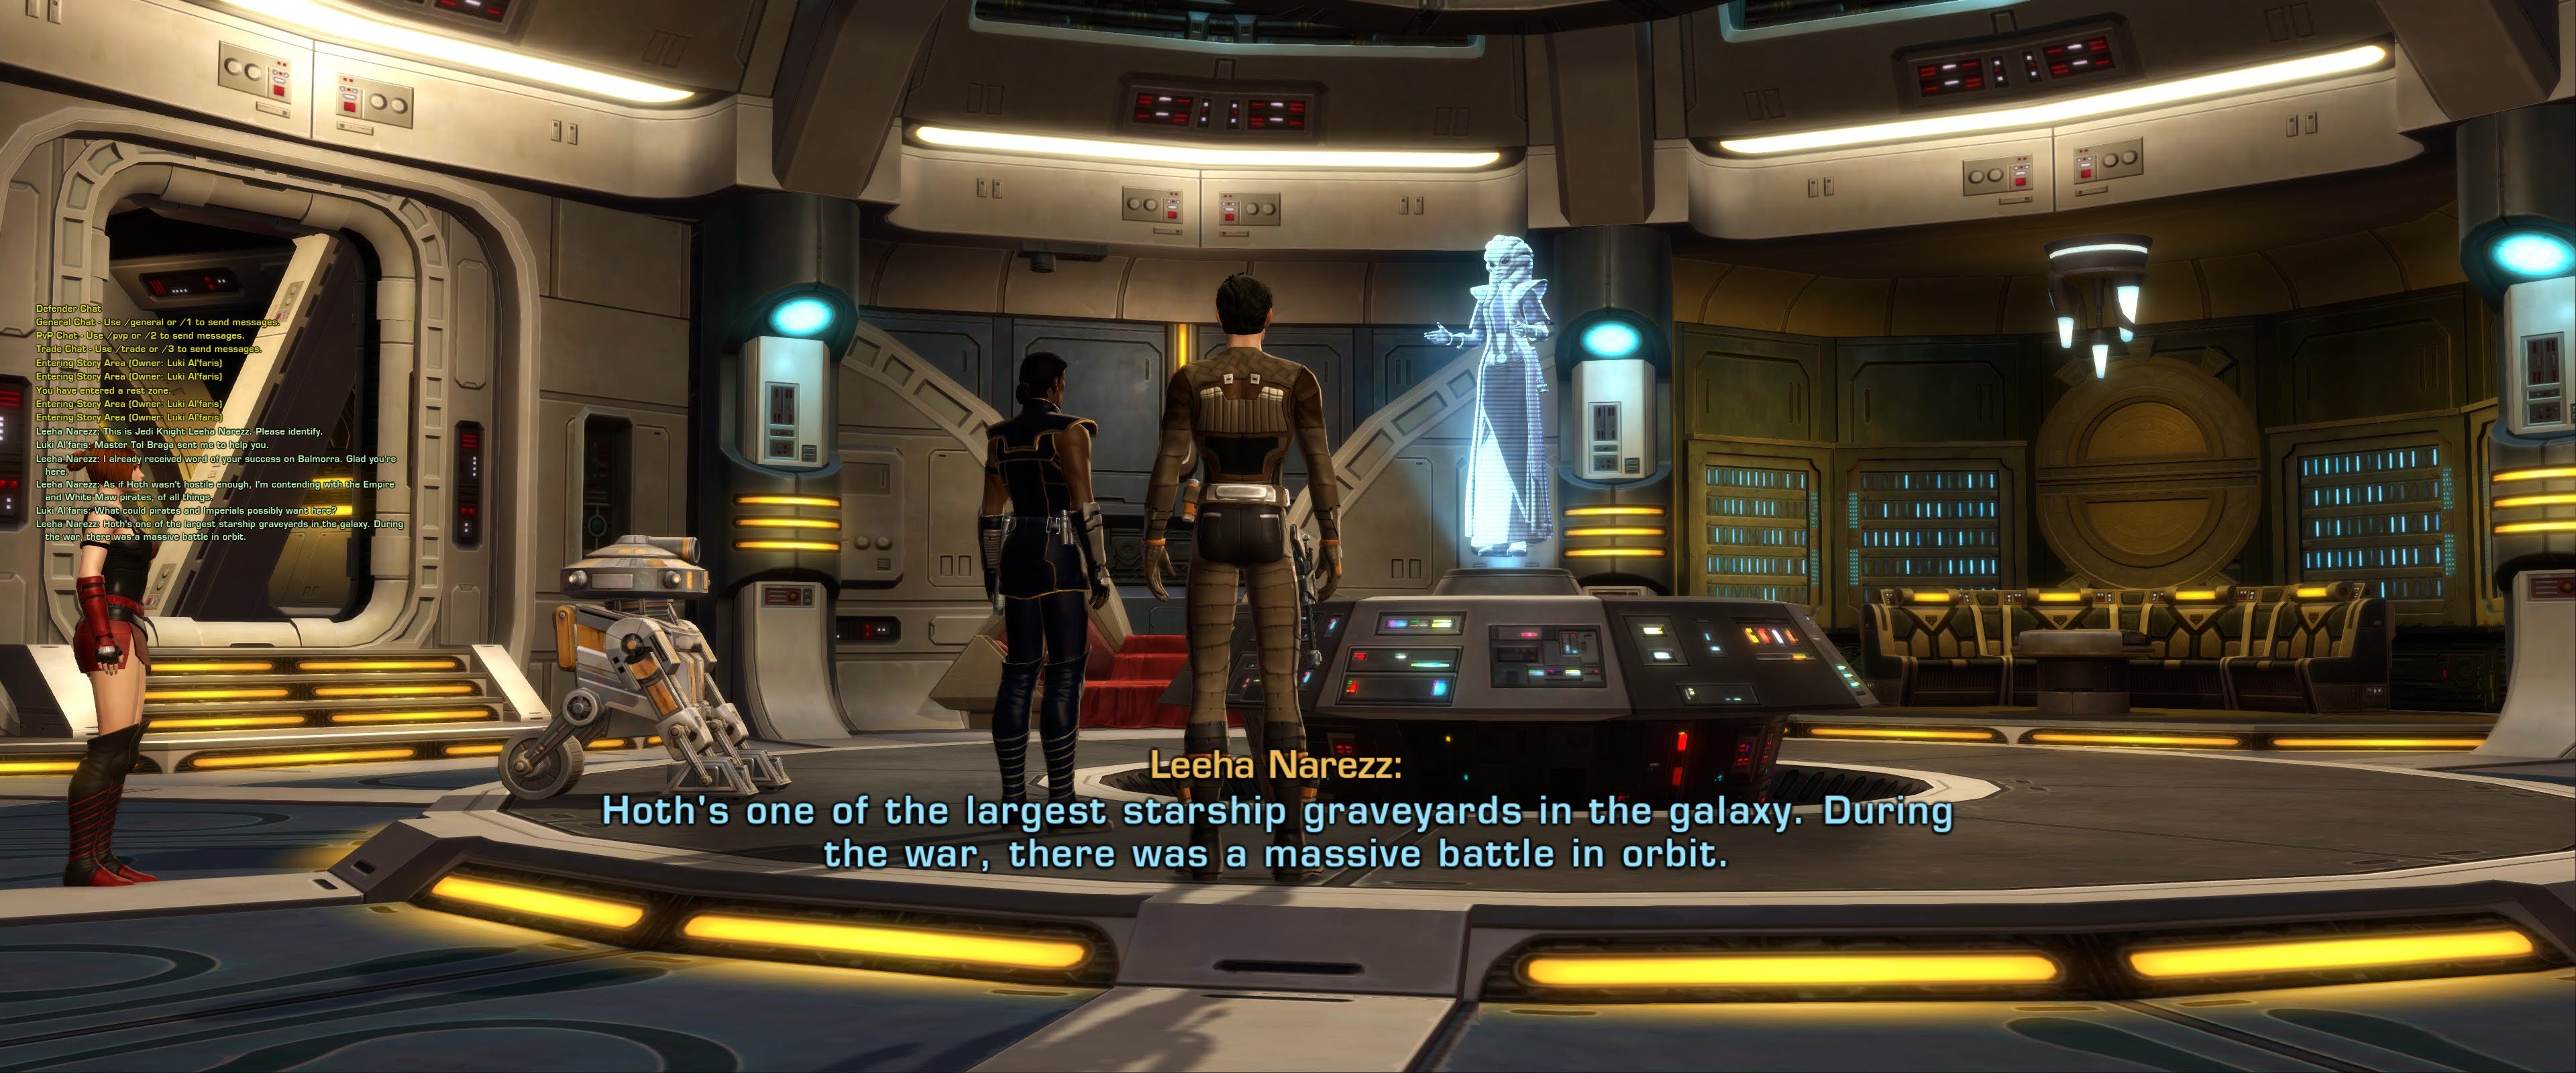 Defender Chat
General Chat - Use /general or /1 to send messages.
PvP Chat - Use /pvp or /2 to send messages.
Trade Chat - Use /trade or /3 to send messages.
Entering Story Area (Owner: Luki Al'faris)
Entering Story Area (Owner: Luki Al'faris)
You have entered a rest zone.
Entering Story Area (Owner: Luki Al'faris)
Entering Story Area (Owner: Luki Al'faris)
Leeha Narezz: This is Jedi Knight Leeha Narezz. Please identify.
Luki Al'faris: Master Tol Braga sent me to help you.
Leeha Narezz: I already received word of your success on Balmorra. Glad you're
here.
Leeha Narezz: As if Hoth wasn't hostile enough, I'm contending with the Empire
and White Maw pirates, of all things.
Luki Al'faris: What could pirates and Imperials possibly want here?
Leeha Narezz: Hoth's one of the largest starship graveyards in the galaxy. During
the war, there was a massive battle in orbit.
Leeha Narezz:
Hoth's one of the largest starship graveyards in the galaxy. During
the war, there was a massive battle in orbit.